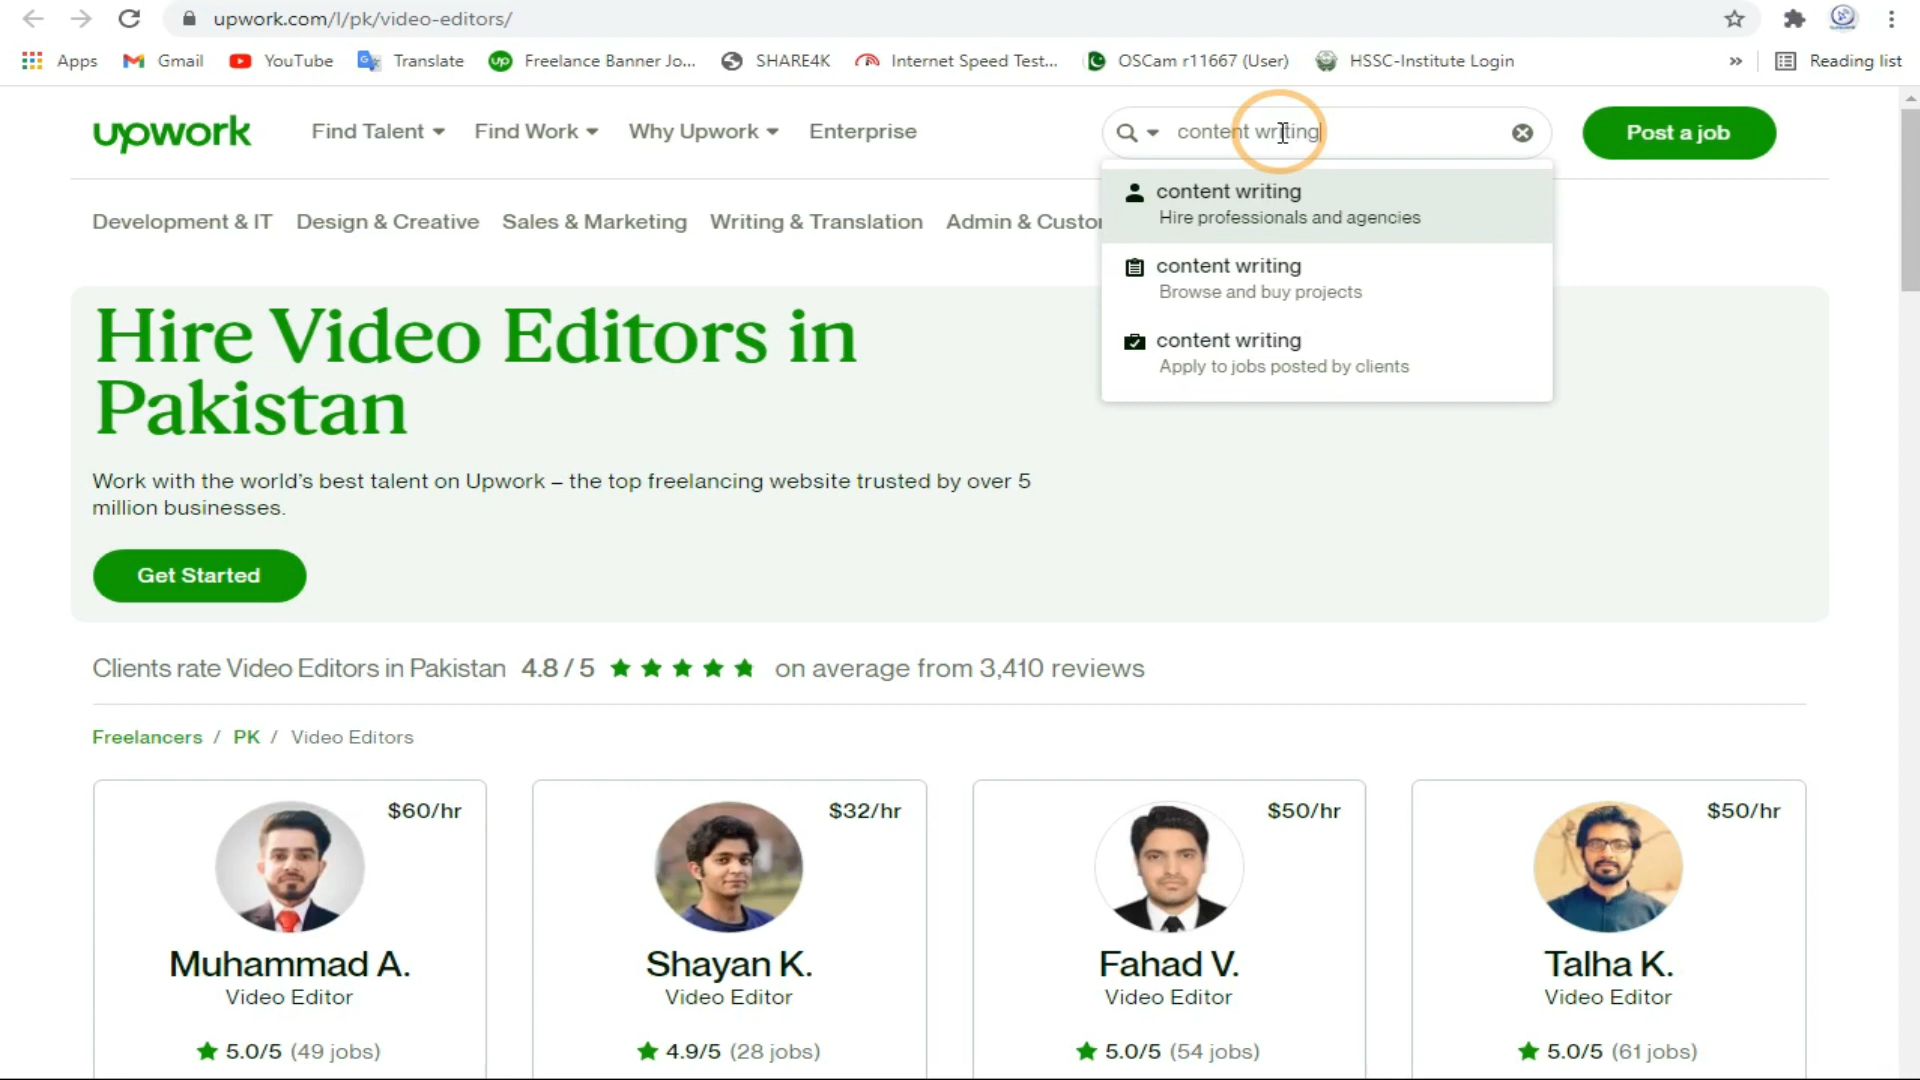 upwork.com/l/pk/video-editors/
Apps Gmail YouTube Translate Freelance Banner Jo... SHARE4K Internet Speed Test... OSCam r11667 (User) HSSC-Institute Login » Reading list
upwork Find Talent Find Work Why Upwork Enterprise content writing Post a job
content writing
Hire professionals and agencies
content writing
Browse and buy projects
content writing
Apply to jobs posted by clients
Development & IT Design & Creative Sales & Marketing Writing & Translation Admin & Custo
Hire Video Editors in
Pakistan
Work with the world's best talent on Upwork – the top freelancing website trusted by over 5
million businesses.
Get Started
Clients rate Video Editors in Pakistan 4.8 / 5 on average from 3,410 reviews
Freelancers / PK / Video Editors
$60/hr
Muhammad A.
Video Editor
5.0/5 (49 jobs)
$32/hr
Shayan K.
Video Editor
4.9/5 (28 jobs)
$50/hr
Fahad V.
Video Editor
5.0/5 (54 jobs)
$50/hr
Talha K.
Video Editor
5.0/5 (61 jobs)